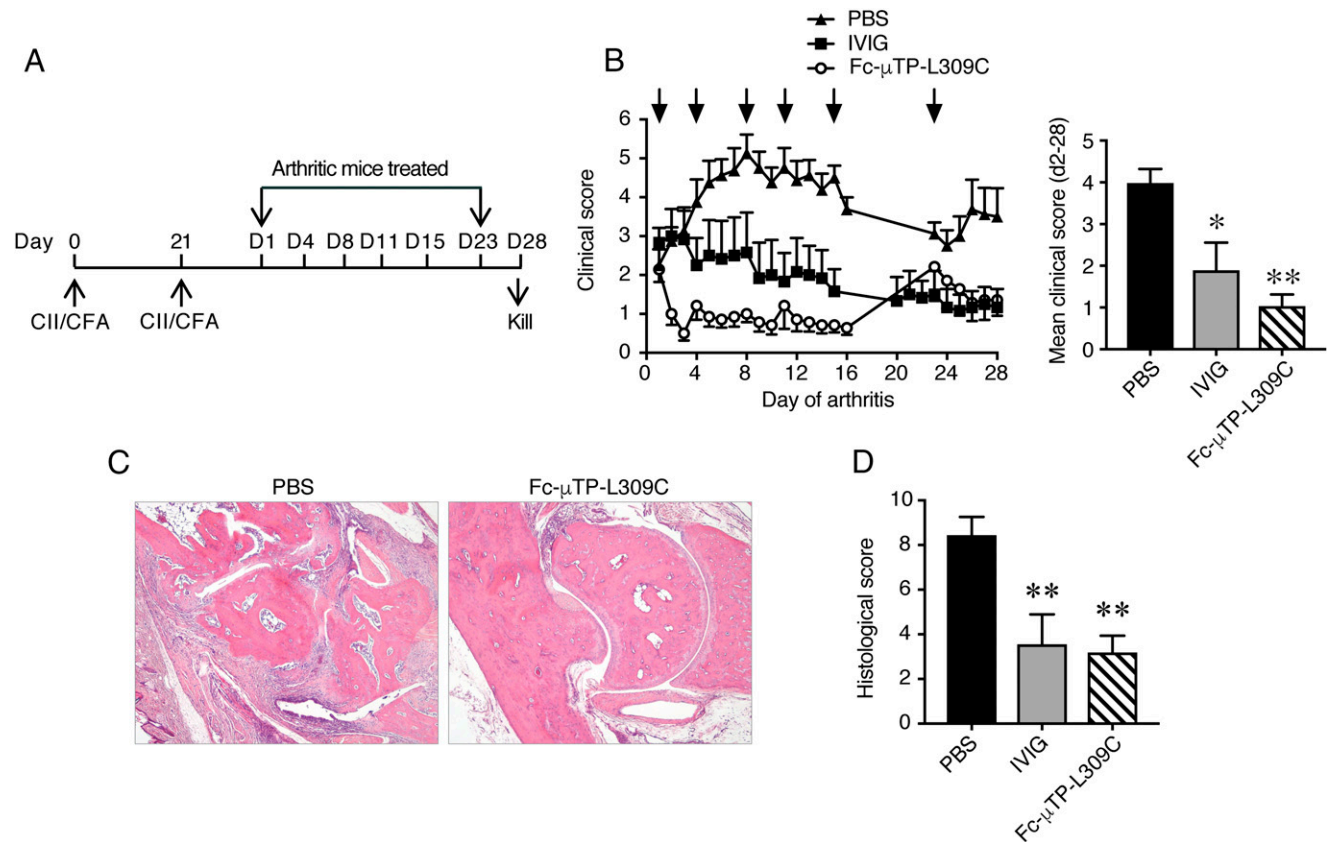 A
Arthritic mice treated
Day 0 21 D1 D4 D8 D11 D15 D23 D28
CII/CFA CII/CFA Kill
B
PBS
IVIG
Fc-μTP-L309C
Clinical score
6
5
4
3
2
1
0
0 4 8 12 16 20 24 28
Day of arthritis
Mean clinical score (d2-28)
5
4
3
2
1
0
*
**
PBS
IVIG
Fc-μTP-L309C
C
PBS
Fc-μTP-L309C
D
Histological score
10
8
6
4
2
0
**
**
PBS
IVIG
Fc-μTP-L309C